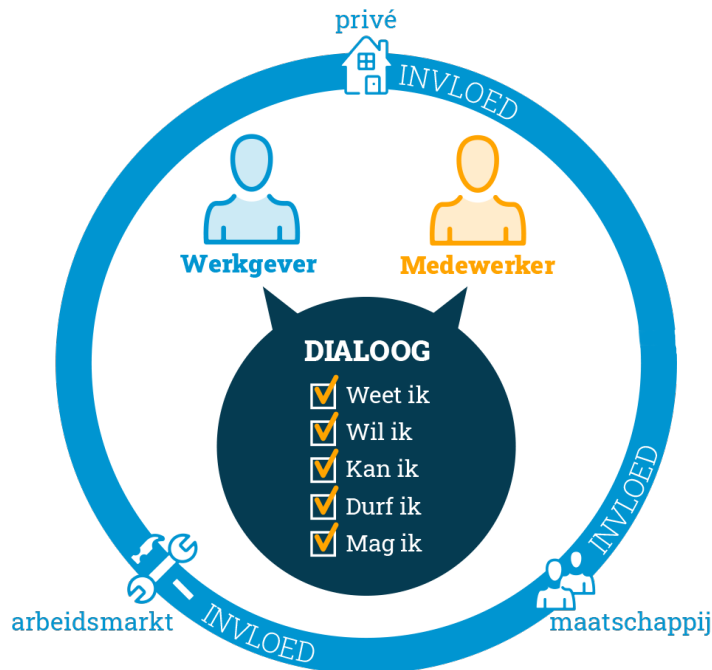 privé
INVLOED
Werkgever
Medewerker
DIALOOG
Weet ik
Wil ik
Kan ik
Durf ik
Mag ik
INVLOED
arbeidsmarkt
INVLOED
maatschappij